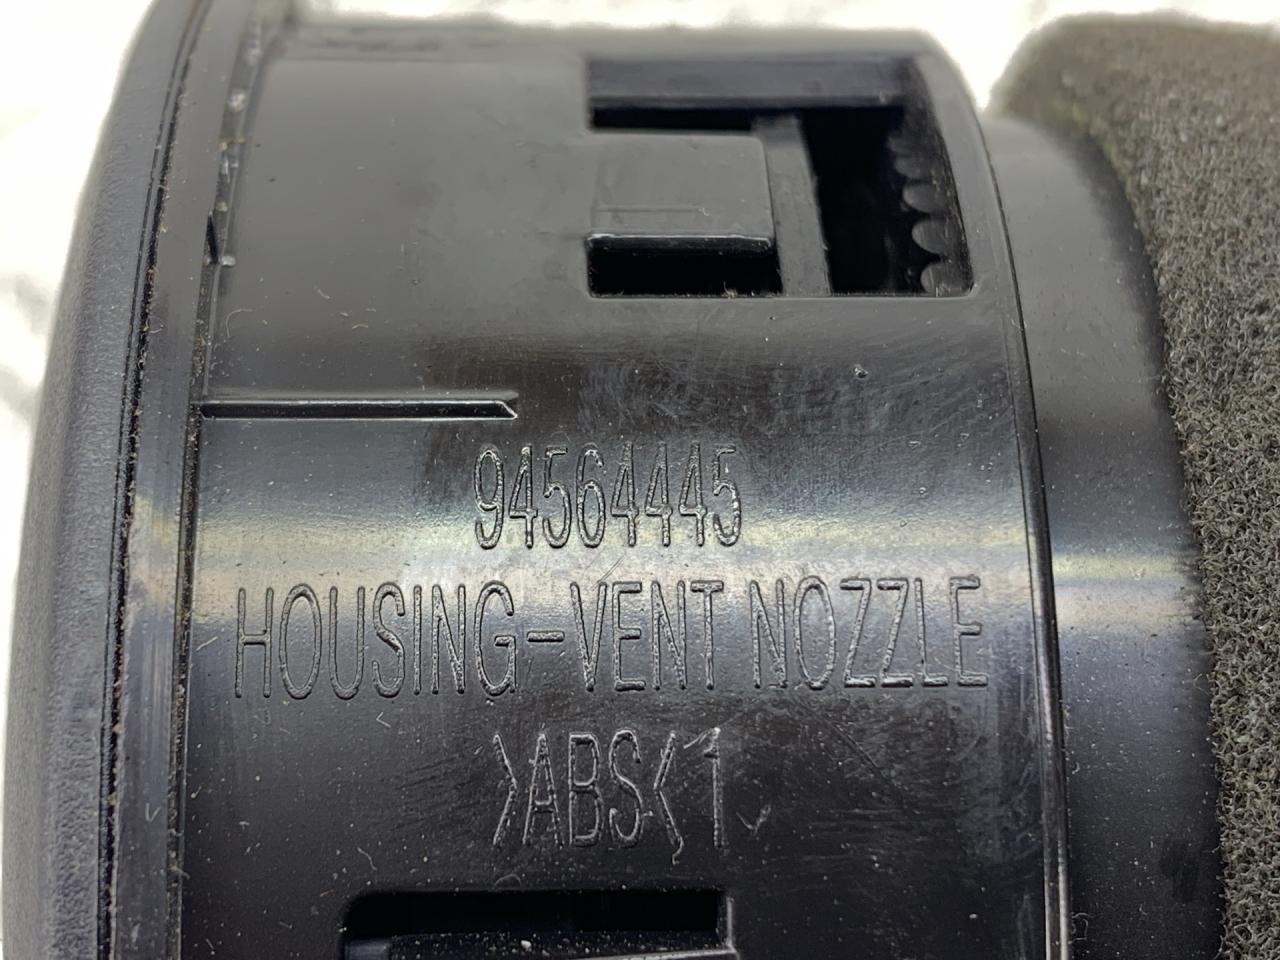 94564445
HOUSING-VENT NOZZLE
>ABS< 1